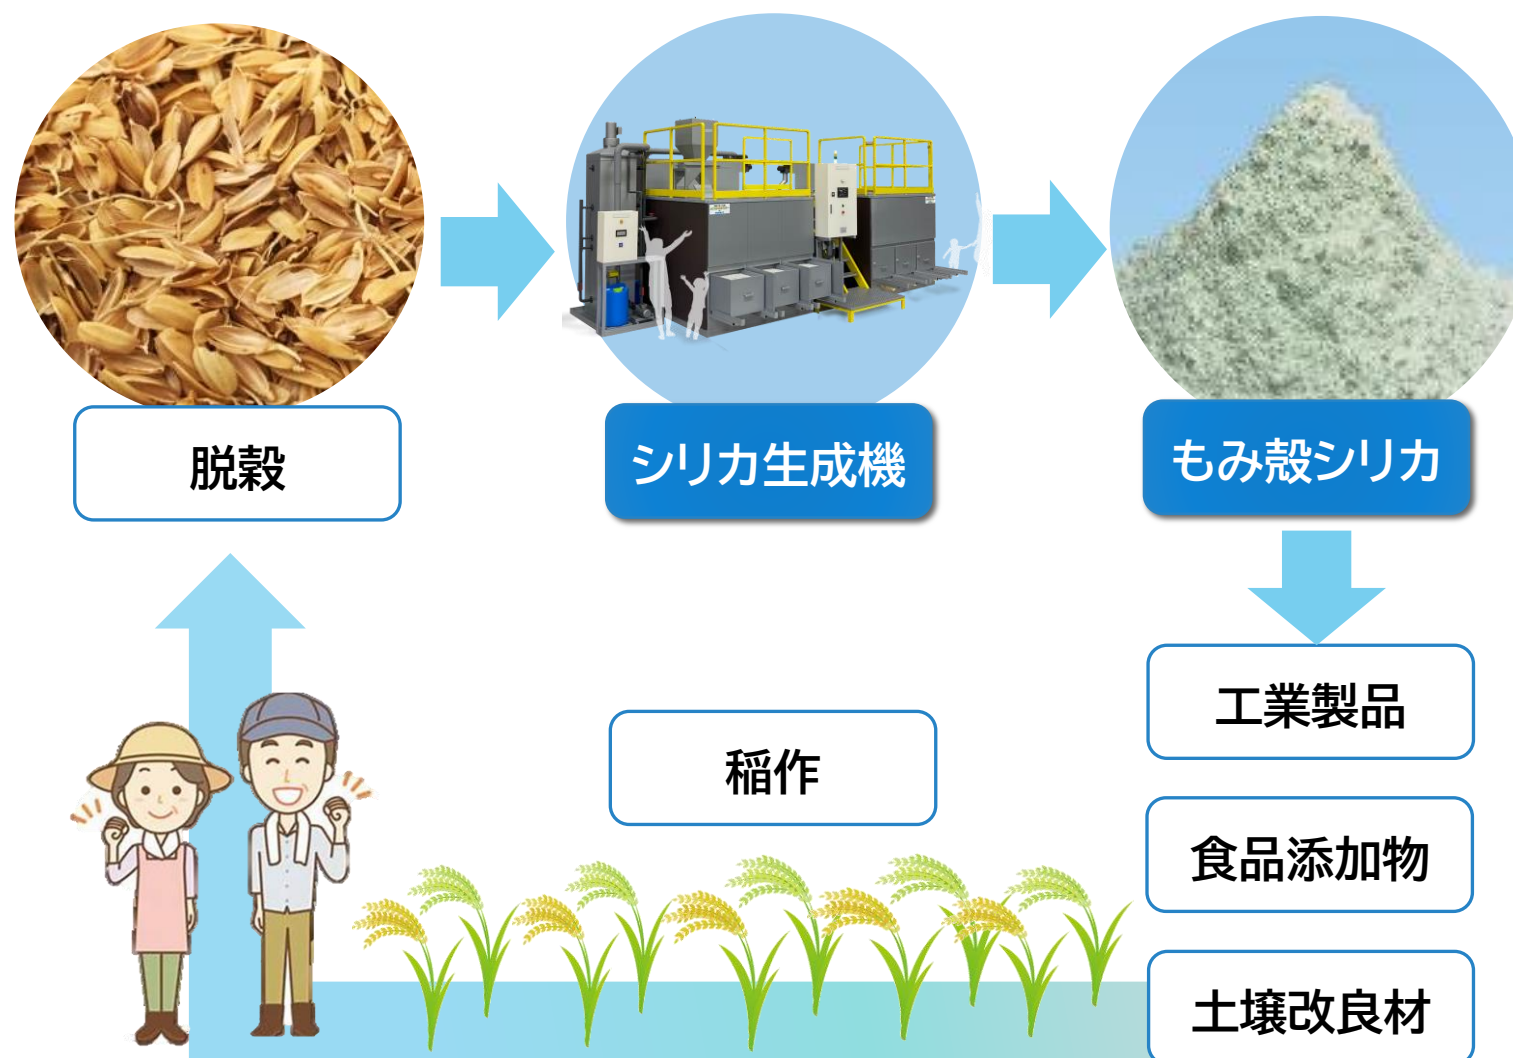 脱穀
シリカ生成機
もみ殻シリカ
工業製品
稲作
食品添加物
土壌改良材